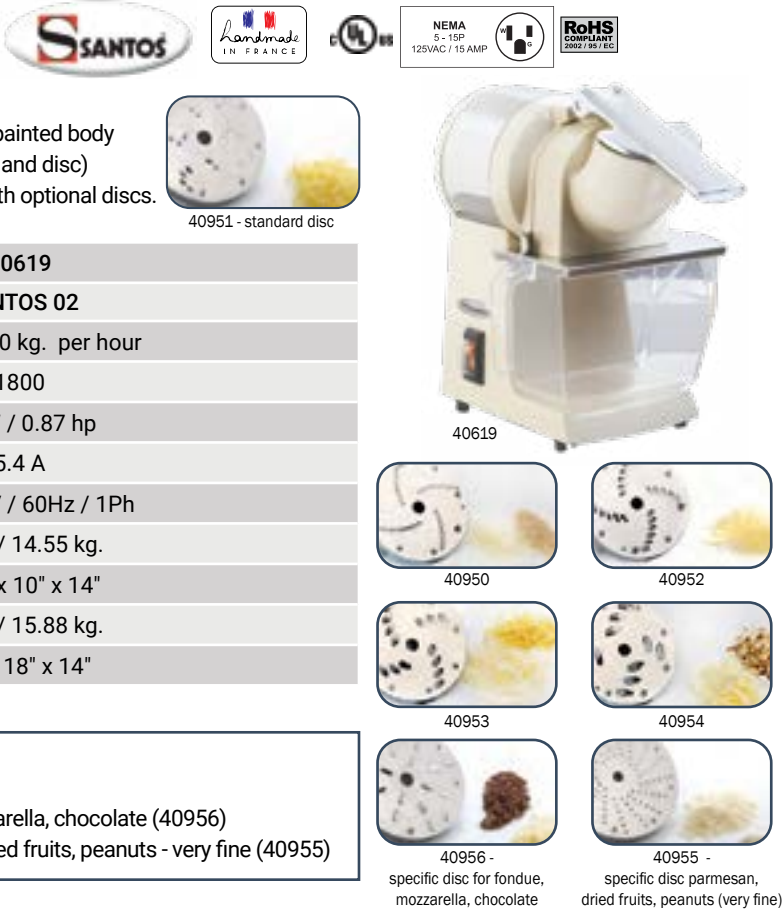 SANTOS
handmade
IN FRANCE
C UL US
NEMA
5 - 15P
125VAC / 15 AMP
W
G
RoHS
COMPLIANT
2002 / 95 / EC
painted body
and disc)
th optional discs.
40951 - standard disc
0619
NTOS 02
0 kg. per hour
1800
/ 0.87 hp
5.4 A
/ 60Hz / 1Ph
/ 14.55 kg.
x 10" x 14"
/ 15.88 kg.
18" x 14"
40619
40950
40952
40953
40954
arella, chocolate (40956)
ed fruits, peanuts - very fine (40955)
40956 -
specific disc for fondue,
mozzarella, chocolate
40955 -
specific disc parmesan,
dried fruits, peanuts (very fine)